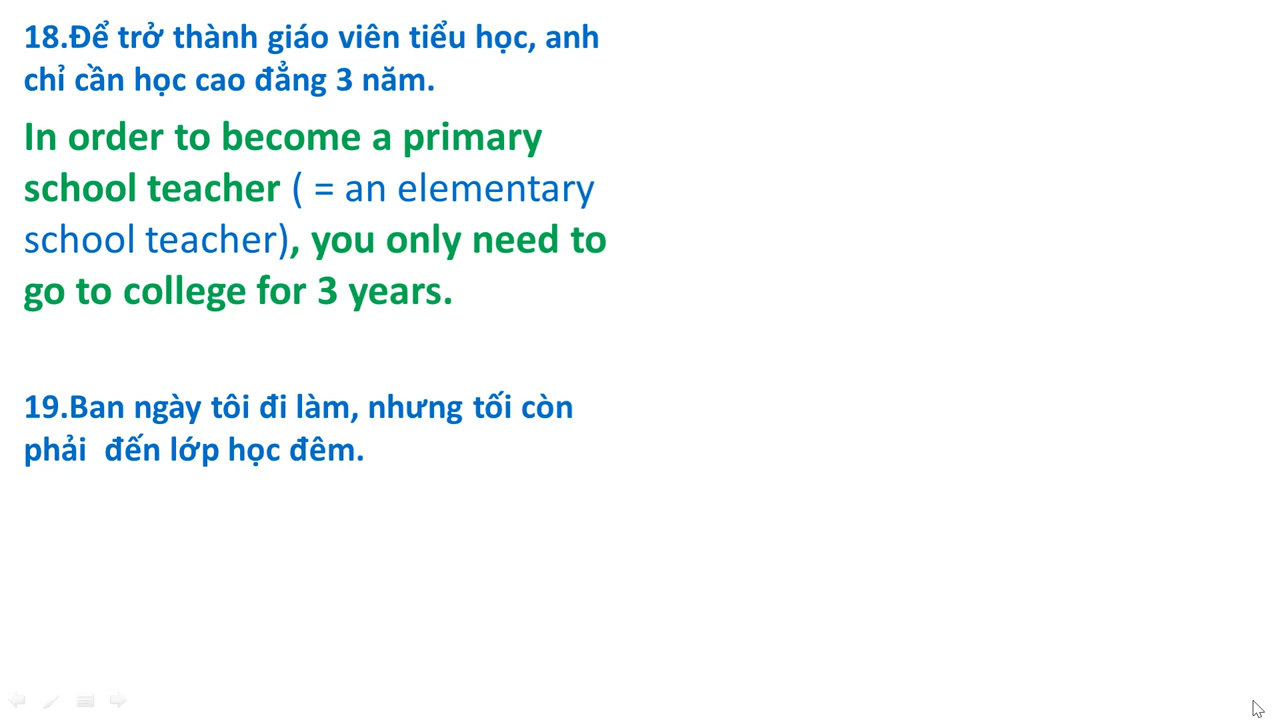 18.Để trở thành giáo viên tiểu học, anh
chỉ cần học cao đẳng 3 năm.
In order to become a primary
school teacher ( = an elementary
school teacher), you only need to
go to college for 3 years.
19.Ban ngày tôi đi làm, nhưng tối còn
phải  đến lớp học đêm.